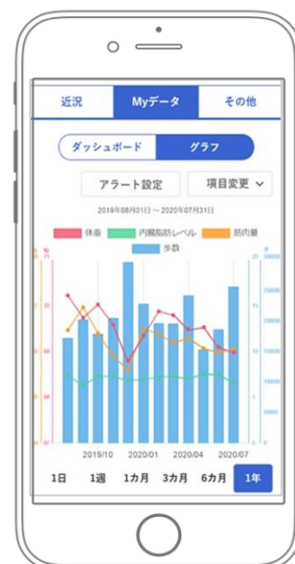 近況 Myデータ その他
ダッシュボード グラフ
アラート設定 項目変更
2019年08月01日 ～ 2020年07月31日
体重 内臓脂肪レベル 筋肉量
歩数
2019/10 2020/01 2020/04 2020/07
1日 1週 1カ月 3カ月 6カ月 1年